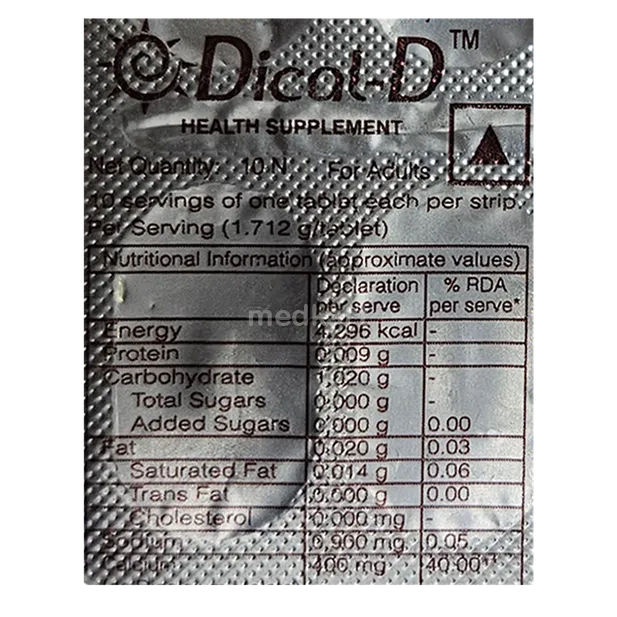 Dical-D™
HEALTH SUPPLEMENT
Net Quantity: 10 N
For Adults
10 servings of one tablet each per strip.
Per Serving (1.712 g/tablet)
Nutritional Information (approximate values)
Declaration per serve % RDA per serve*
Energy 4.296 kcal -
Protein 0.009 g -
Carbohydrate 1.020 g -
Total Sugars 0.000 g -
Added Sugars 0.000 g 0.00
Fat 0.020 g 0.03
Saturated Fat 0.014 g 0.06
Trans Fat 0.000 g 0.00
Cholesterol 0.000 mg -
Sodium 0.960 mg 0.05
Calcium 400 mg 40.00